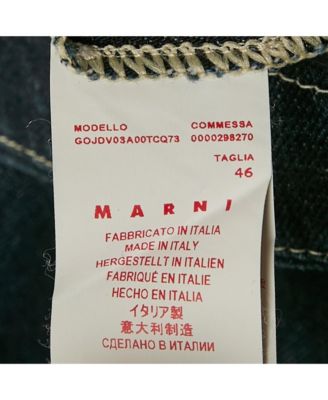 MODELLO COMMESSA
GOJDV03A00TCQ73 0000298270
TAGLIA
46
MARNI
FABBRICATO IN ITALIA
MADE IN ITALY
HERGESTELLT IN ITALIEN
FABRIQUÉ EN ITALIE
HECHO EN ITALIA
イタリア製
意大利制造
СДЕЛАНО В ИТАЛИИ